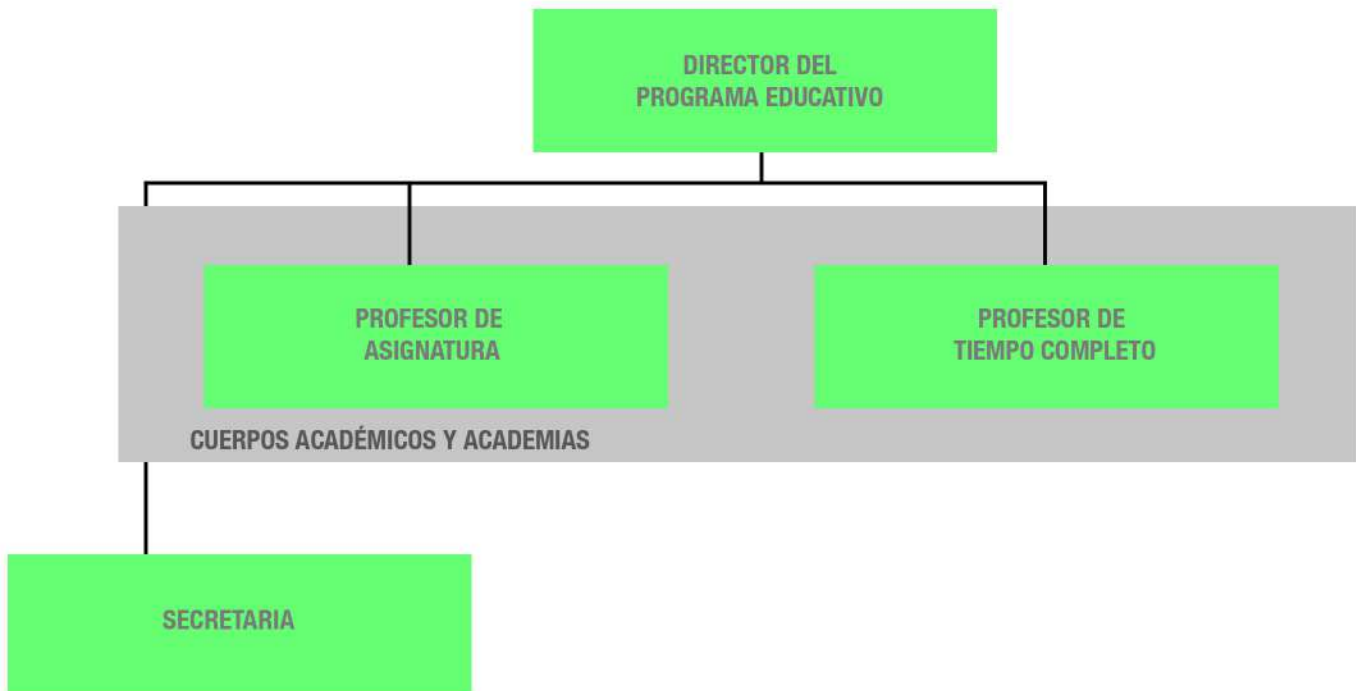 DIRECTOR DEL
PROGRAMA EDUCATIVO
PROFESOR DE
ASIGNATURA
PROFESOR DE
TIEMPO COMPLETO
CUERPOS ACADÉMICOS Y ACADEMIAS
SECRETARIA